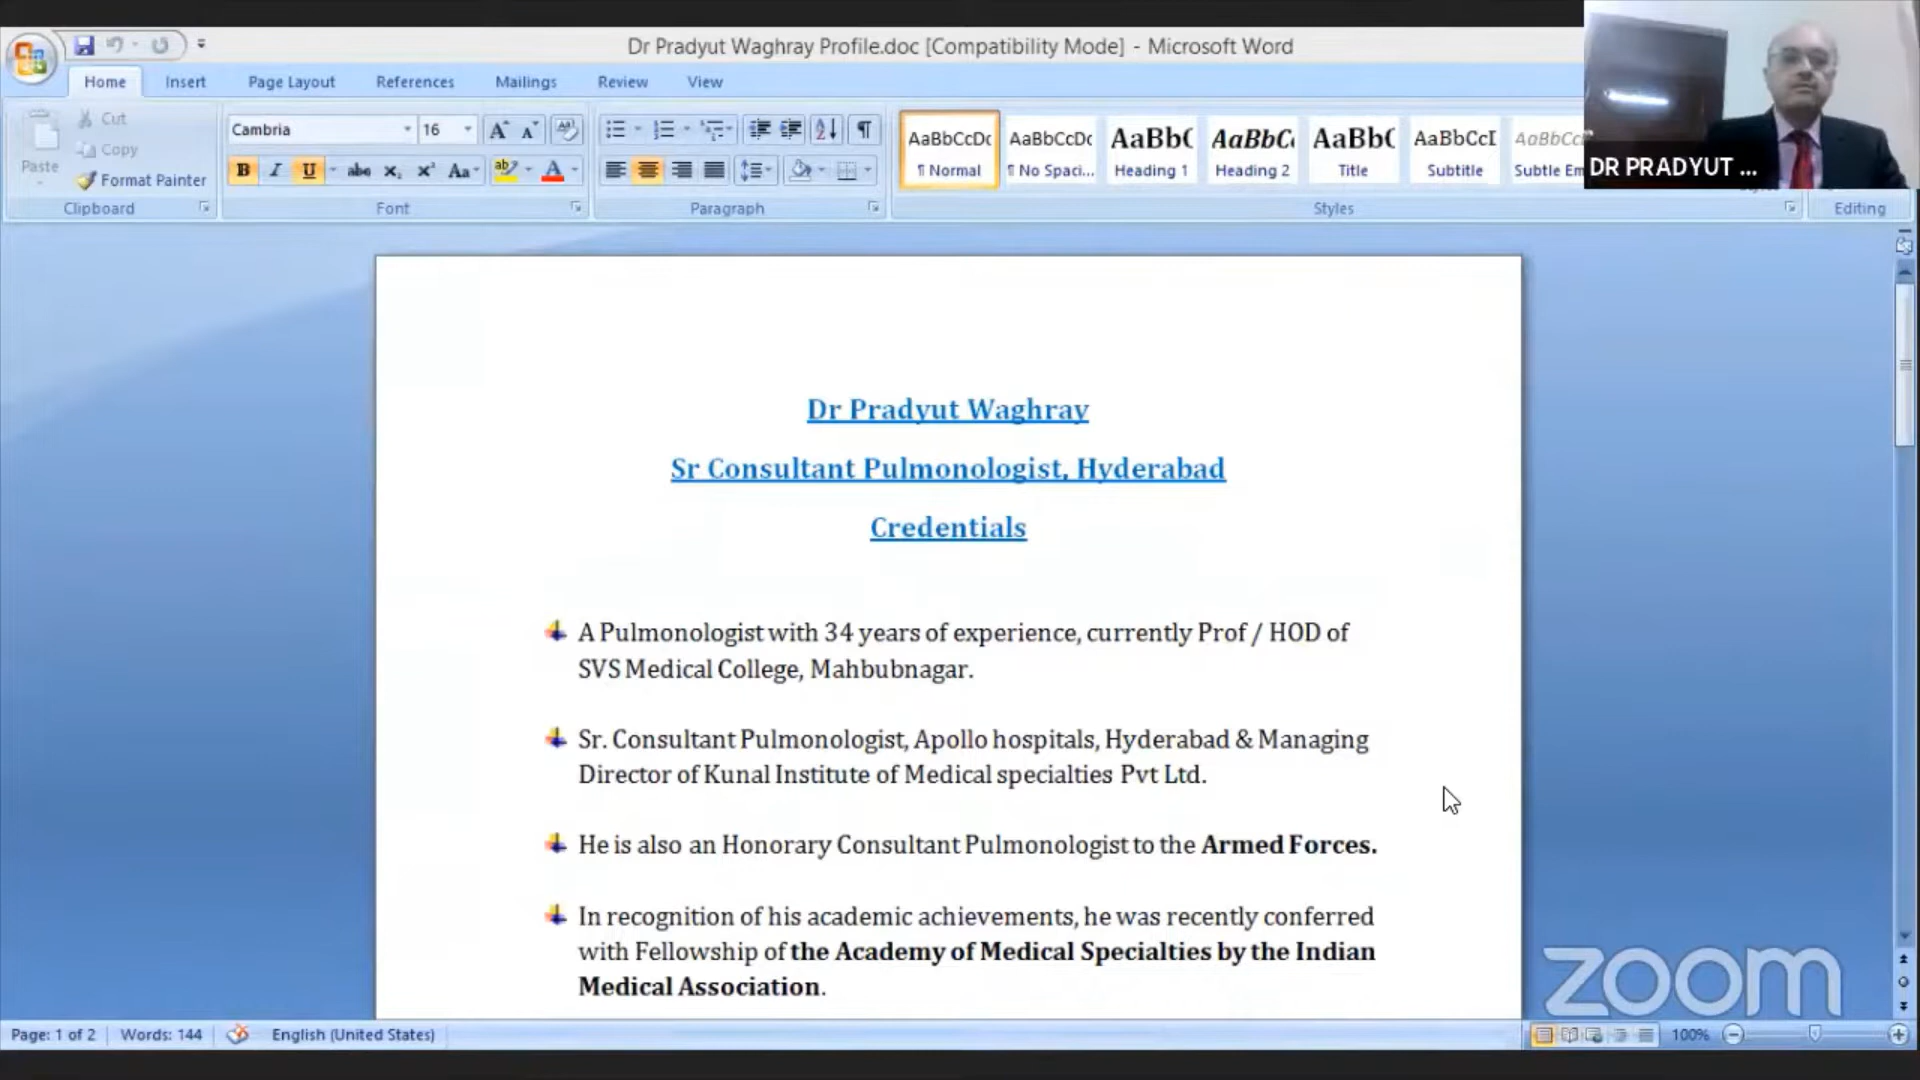 Dr Pradyut Waghray Profile.doc [Compatibility Mode] - Microsoft Word
Home Insert Page Layout References Mailings Review View
Paste
Cut
Copy
Format Painter
Clipboard
Cambria 16
B I U abc x₂ x² Aa ab A
Font
Paragraph
AaBbCcDc AaBbCcDc AaBbC AaBbC AaBbC AaBbCcI AaBbCc
¶ Normal ¶ No Spaci... Heading 1 Heading 2 Title Subtitle Subtle Em
Styles
Editing
DR PRADYUT ...
Dr Pradyut Waghray
Sr Consultant Pulmonologist, Hyderabad
Credentials
A Pulmonologist with 34 years of experience, currently Prof / HOD of
SVS Medical College, Mahbubnagar.
Sr. Consultant Pulmonologist, Apollo hospitals, Hyderabad & Managing
Director of Kunal Institute of Medical specialties Pvt Ltd.
He is also an Honorary Consultant Pulmonologist to the Armed Forces.
In recognition of his academic achievements, he was recently conferred
with Fellowship of the Academy of Medical Specialties by the Indian
Medical Association.
zoom
Page: 1 of 2 Words: 144 English (United States) 100%